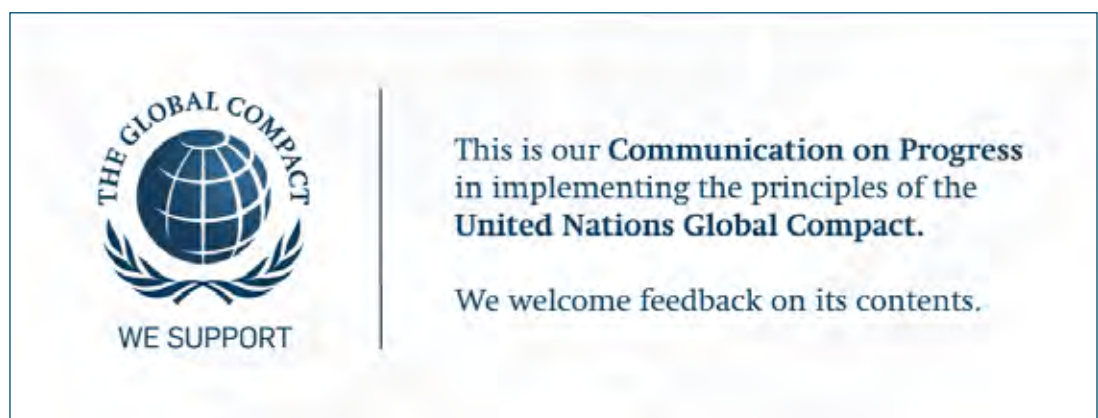 THE GLOBAL COMPACT
WE SUPPORT
This is our Communication on Progress
in implementing the principles of the
United Nations Global Compact.
We welcome feedback on its contents.